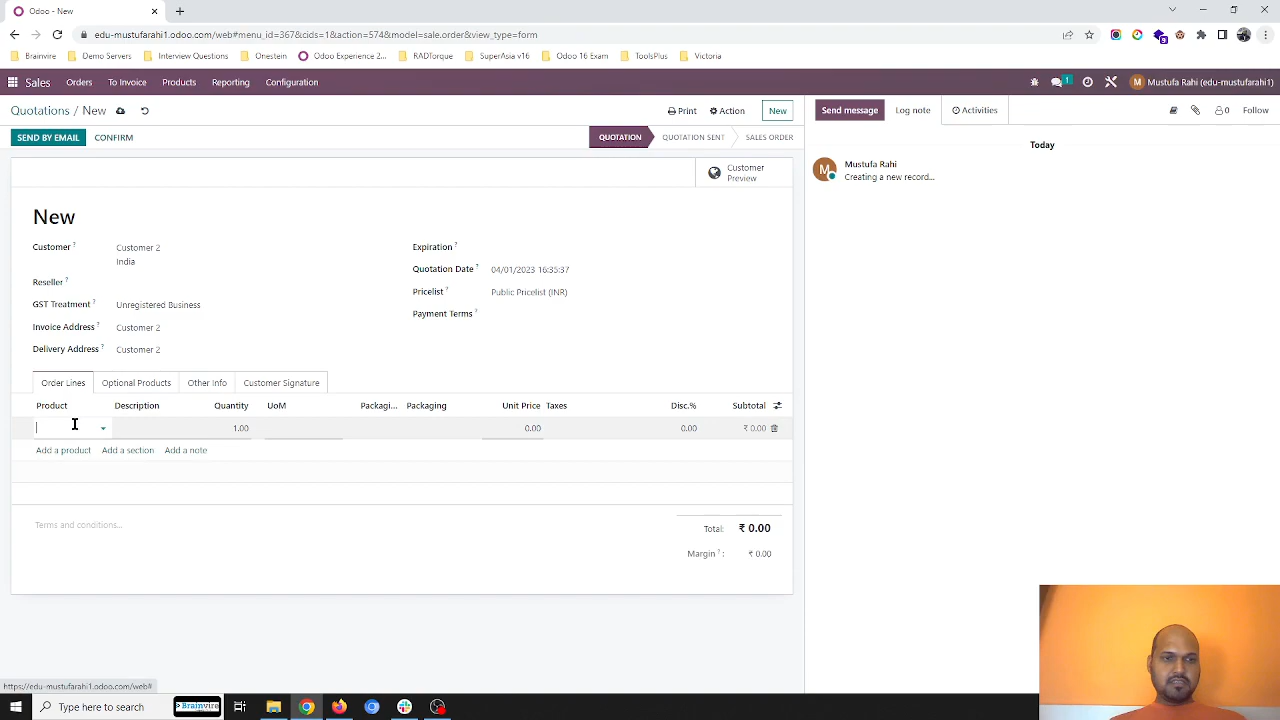 Odoo - New
edu-mustufarahi1.odoo.com/web#menu_id=367&cids=1&action=574&model=sale.order&view_type=form
Brainvire Demo Servers Interview Questions Onestein Odoo Experience 2... RADTorque SuperAsia v16 Odoo 16 Exam ToolsPlus Victoria
Sales Orders To Invoice Products Reporting Configuration 1 Mustufa Rahi (edu-mustufarahi1)
Quotations / New Print Action New
Send message Log note Activities 0 Follow
SEND BY EMAIL CONFIRM QUOTATION QUOTATION SENT SALES ORDER
Today
Customer
Preview
Mustufa Rahi
Creating a new record...
New
Customer ? Customer 2
India
Reseller ?
GST Treatment ? Unregistered Business
Invoice Address ? Customer 2
Delivery Address ? Customer 2
Expiration ?
Quotation Date ? 04/01/2023 16:35:37
Pricelist ? Public Pricelist (INR)
Payment Terms ?
Order Lines Optional Products Other Info Customer Signature
Product Description Quantity UoM Packagi... Packaging Unit Price Taxes Disc.% Subtotal
1.00 0.00 0.00 ₹ 0.00
Add a product Add a section Add a note
Terms and conditions...
Total: ₹ 0.00
Margin ? : ₹ 0.00
https://edu-mustufarahi1.odoo.com/web#
Type here to search Brainvire